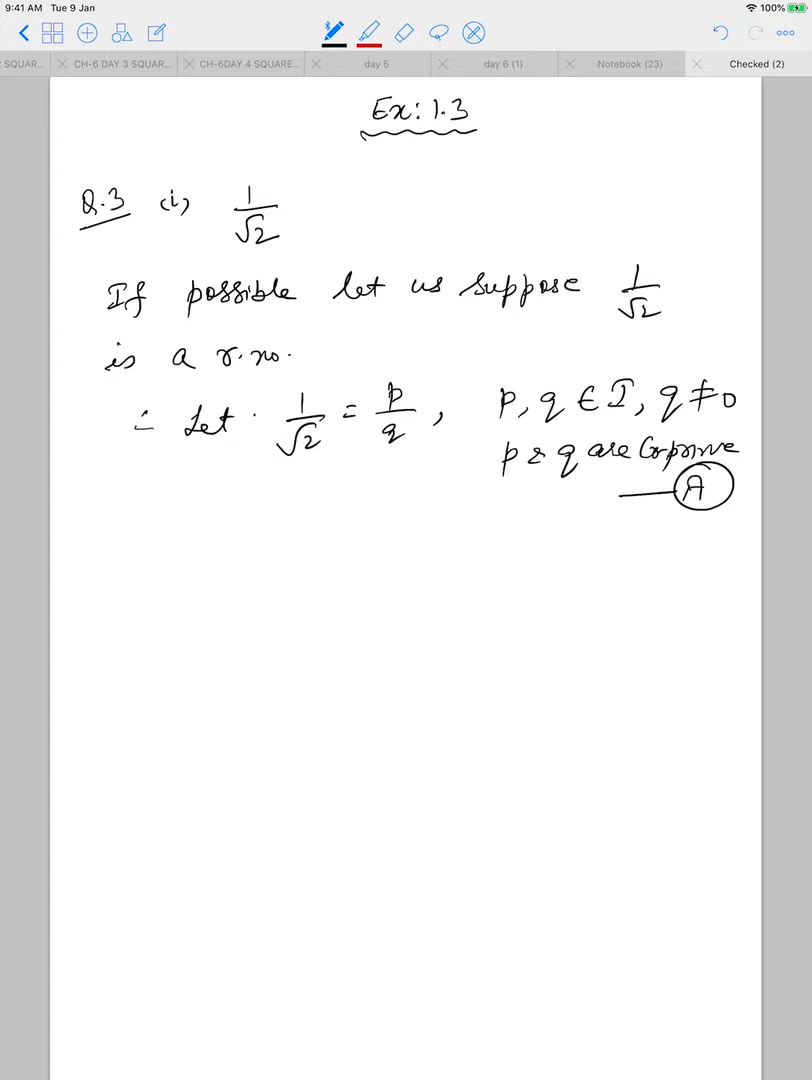 9:41 AM Tue 9 Jan 100%
SQUAR... CH-6 DAY 3 SQUAR... CH-6DAY 4 SQUARE... day 5 day 6 (1) Notebook (23) Checked (2)
Ex: 1.3
Q.3 (i) 1/√2
If possible let us suppose 1/√2
is a r.no.
∴ Let 1/√2 = p/q , p, q ∈ I, q ≠ 0
p & q are Coprime
— A